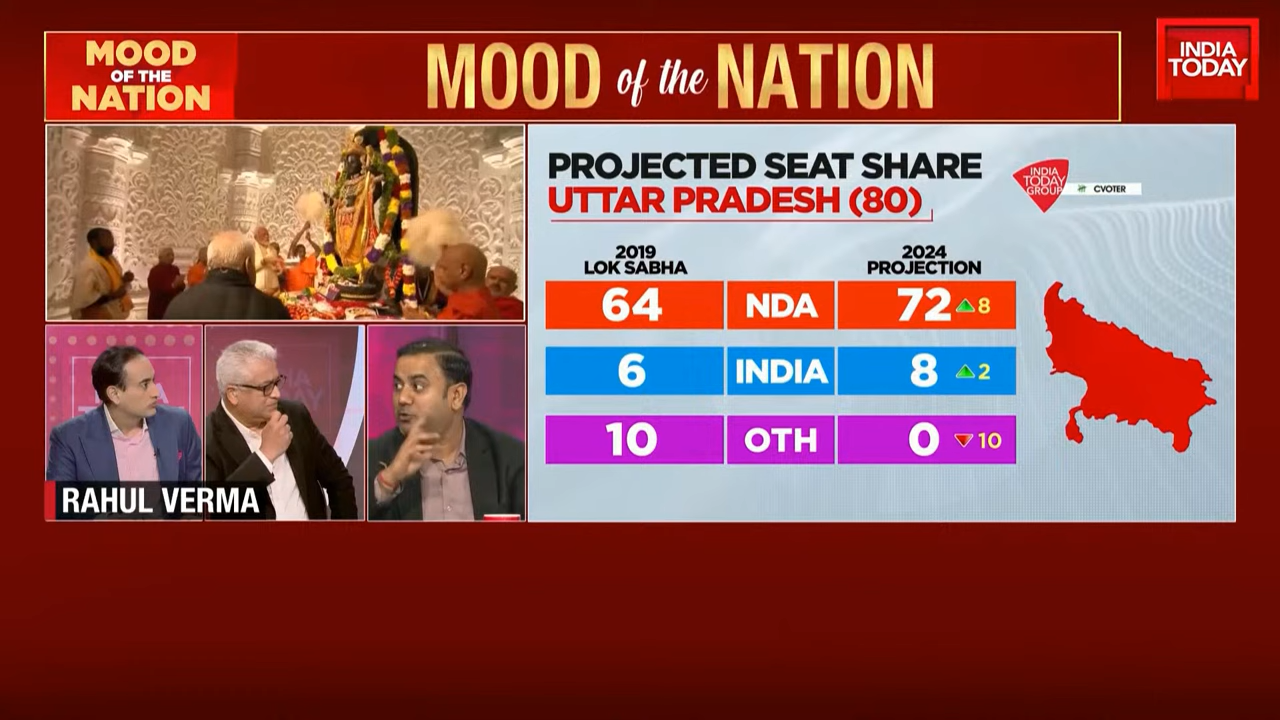 MOOD
OF THE
NATION
MOOD of the NATION
INDIA
TODAY
PROJECTED SEAT SHARE
UTTAR PRADESH (80)
INDIA
TODAY
GROUP
CVOTER
2019
LOK SABHA
2024
PROJECTION
64 NDA 72 8
6 INDIA 8 2
10 OTH 0 10
RAHUL VERMA